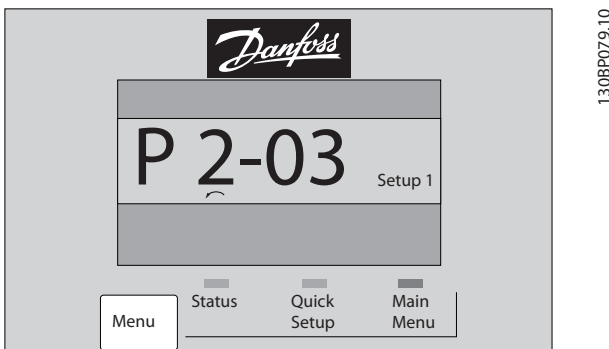 Danfoss
130BP079.10
P 2-03
Setup 1
Status
Quick
Setup
Main
Menu
Menu